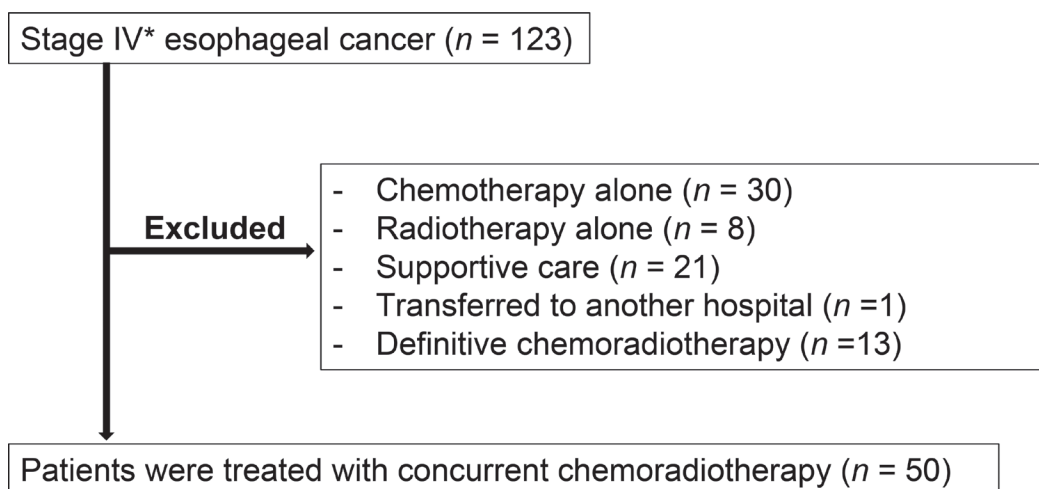 Stage IV* esophageal cancer (n = 123)
Excluded
- Chemotherapy alone (n = 30)
- Radiotherapy alone (n = 8)
- Supportive care (n = 21)
- Transferred to another hospital (n =1)
- Definitive chemoradiotherapy (n =13)
Patients were treated with concurrent chemoradiotherapy (n = 50)